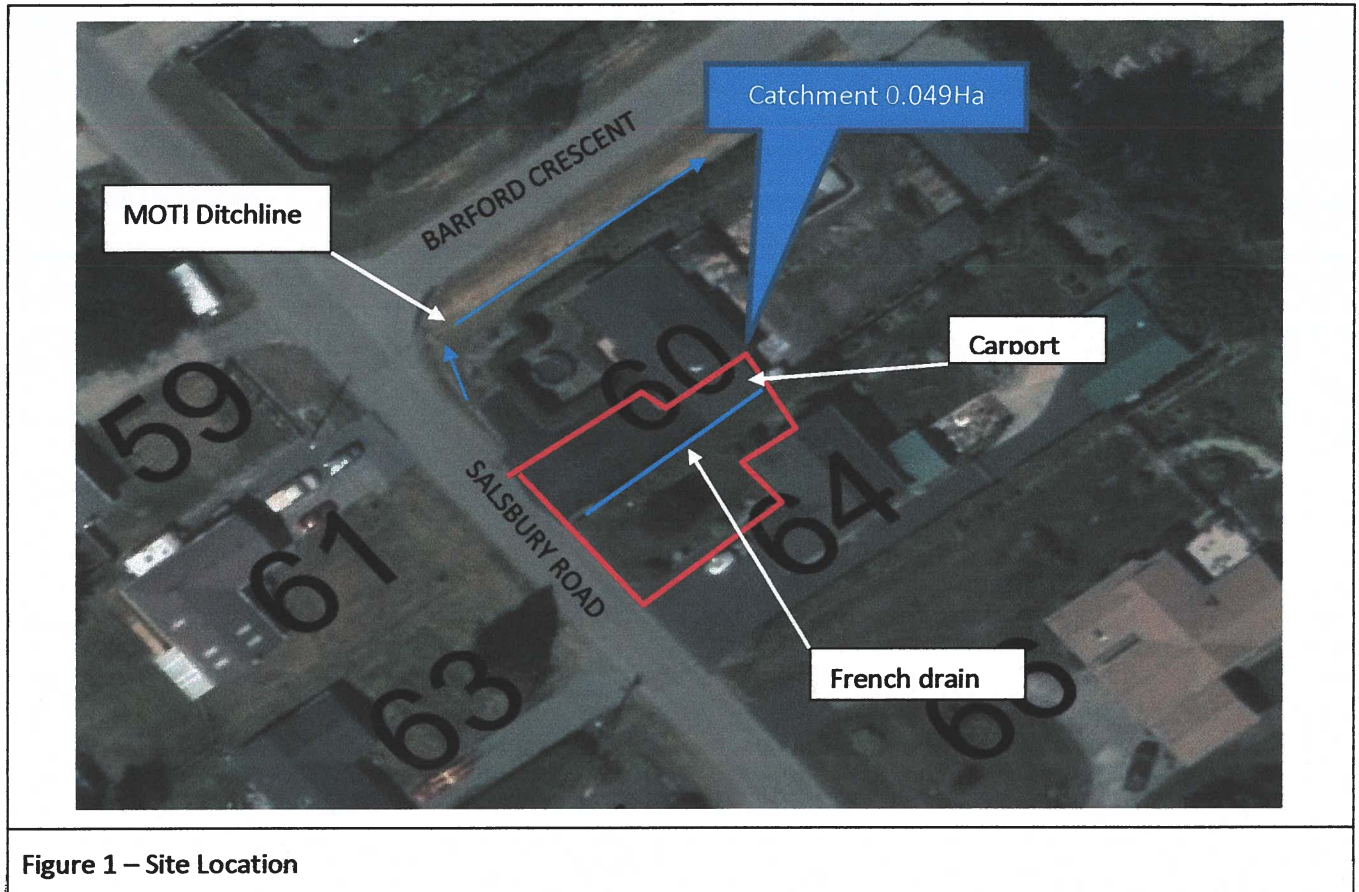 Catchment 0.049Ha
BARFORD CRESCENT
MOTI Ditchline
Carport
60
59
64
SALSBURY ROAD
61
French drain
63
66
Figure 1 – Site Location